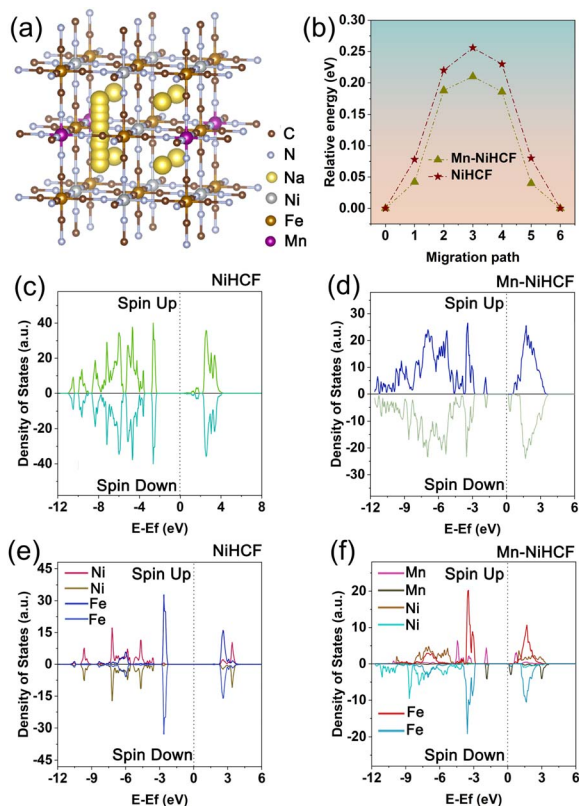 (a)
C
N
Na
Ni
Fe
Mn
(b)
Relative energy (eV)
0.30
0.25
0.20
0.15
0.10
0.05
0.00
Mn-NiHCF
NiHCF
0 1 2 3 4 5 6
Migration path
(c)
NiHCF
Spin Up
Density of States (a.u.)
40
20
0
-20
-40
Spin Down
-12 -8 -4 0 4 8
E-Ef (eV)
(d)
Mn-NiHCF
Spin Up
Density of States (a.u.)
30
20
10
0
-10
-20
-30
Spin Down
-12 -9 -6 -3 0 3 6
E-Ef (eV)
(e)
NiHCF
Ni
Ni
Fe
Fe
Spin Up
Density of States (a.u.)
45
30
15
0
-15
-30
-45
Spin Down
-12 -9 -6 -3 0 3 6
E-Ef (eV)
(f)
Mn-NiHCF
Spin Up
Mn
Mn
Ni
Ni
Density of States (a.u.)
20
10
0
-10
-20
Fe
Fe
Spin Down
-12 -9 -6 -3 0 3 6
E-Ef (eV)